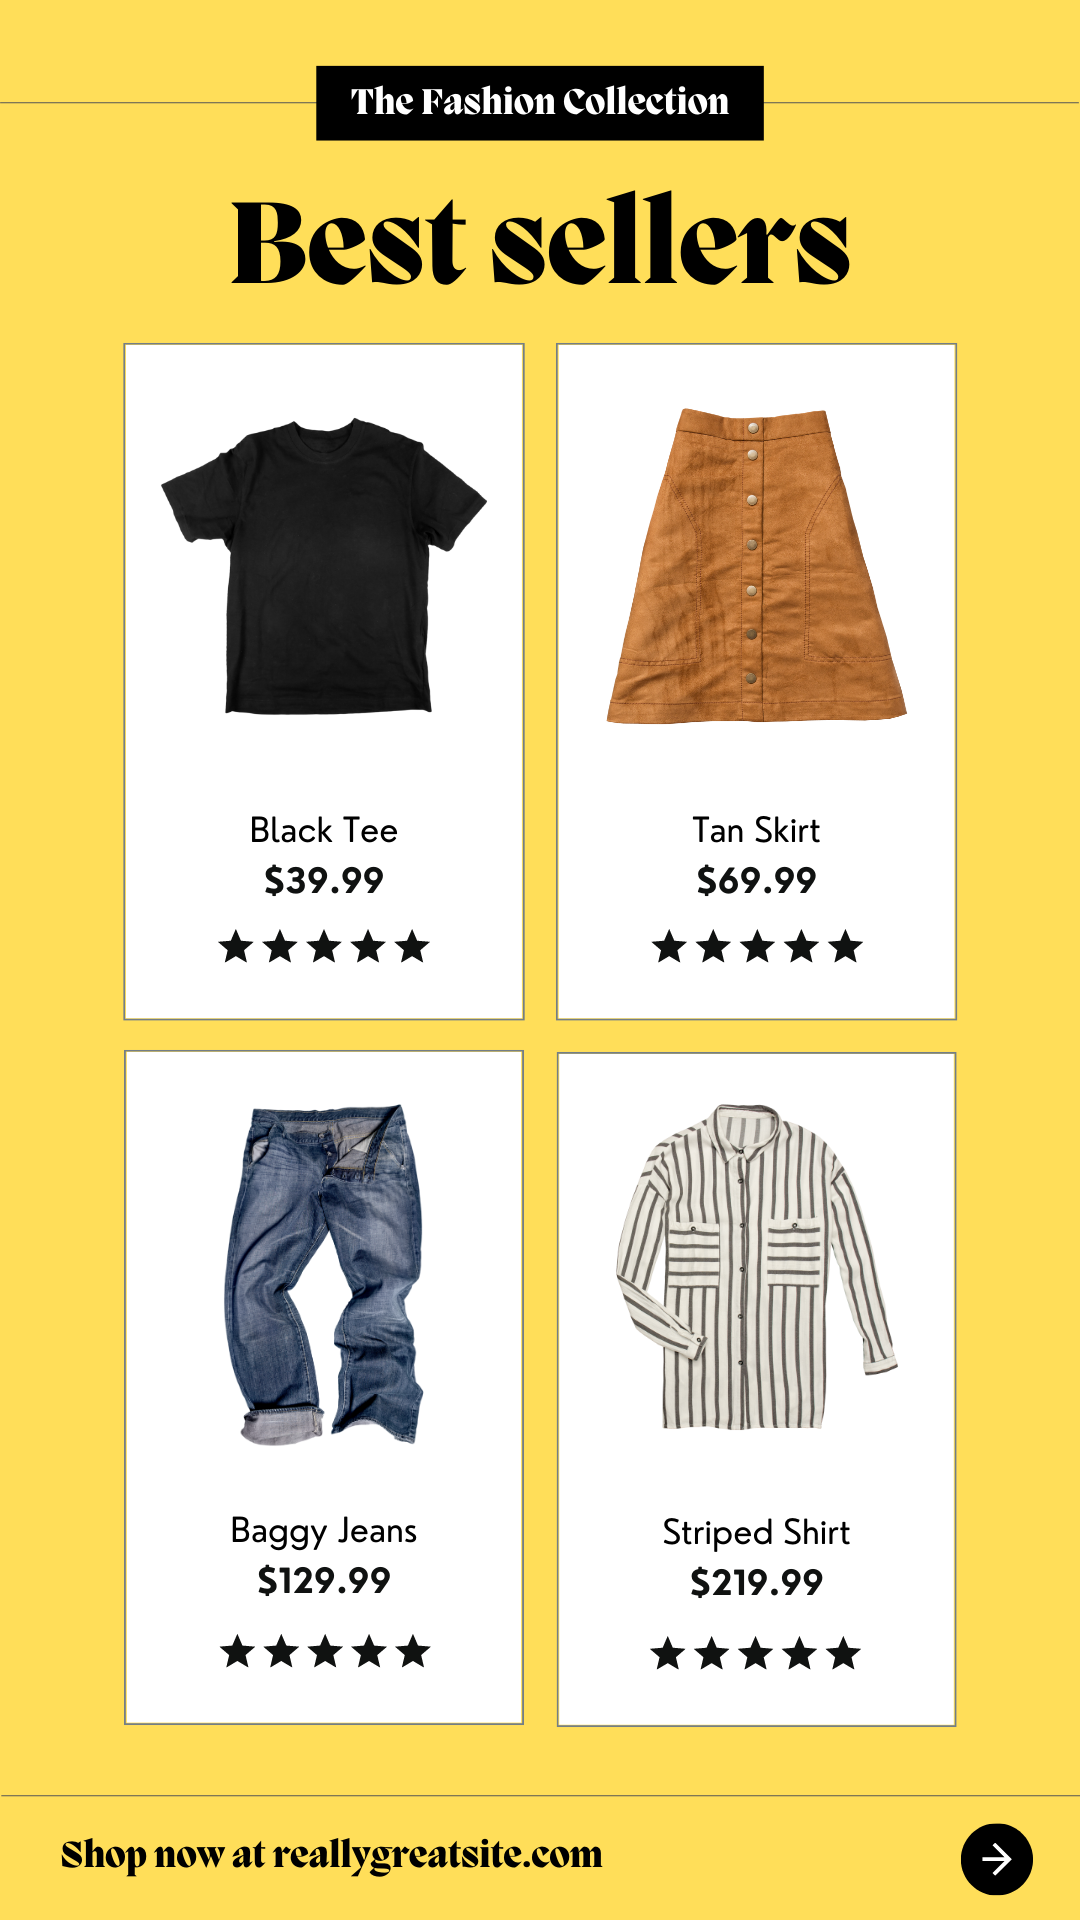 The Fashion Collection
Best sellers
Black Tee
$39.99
Tan Skirt
$69.99
Baggy Jeans
$129.99
Striped Shirt
$219.99
Shop now at reallygreatsite.com